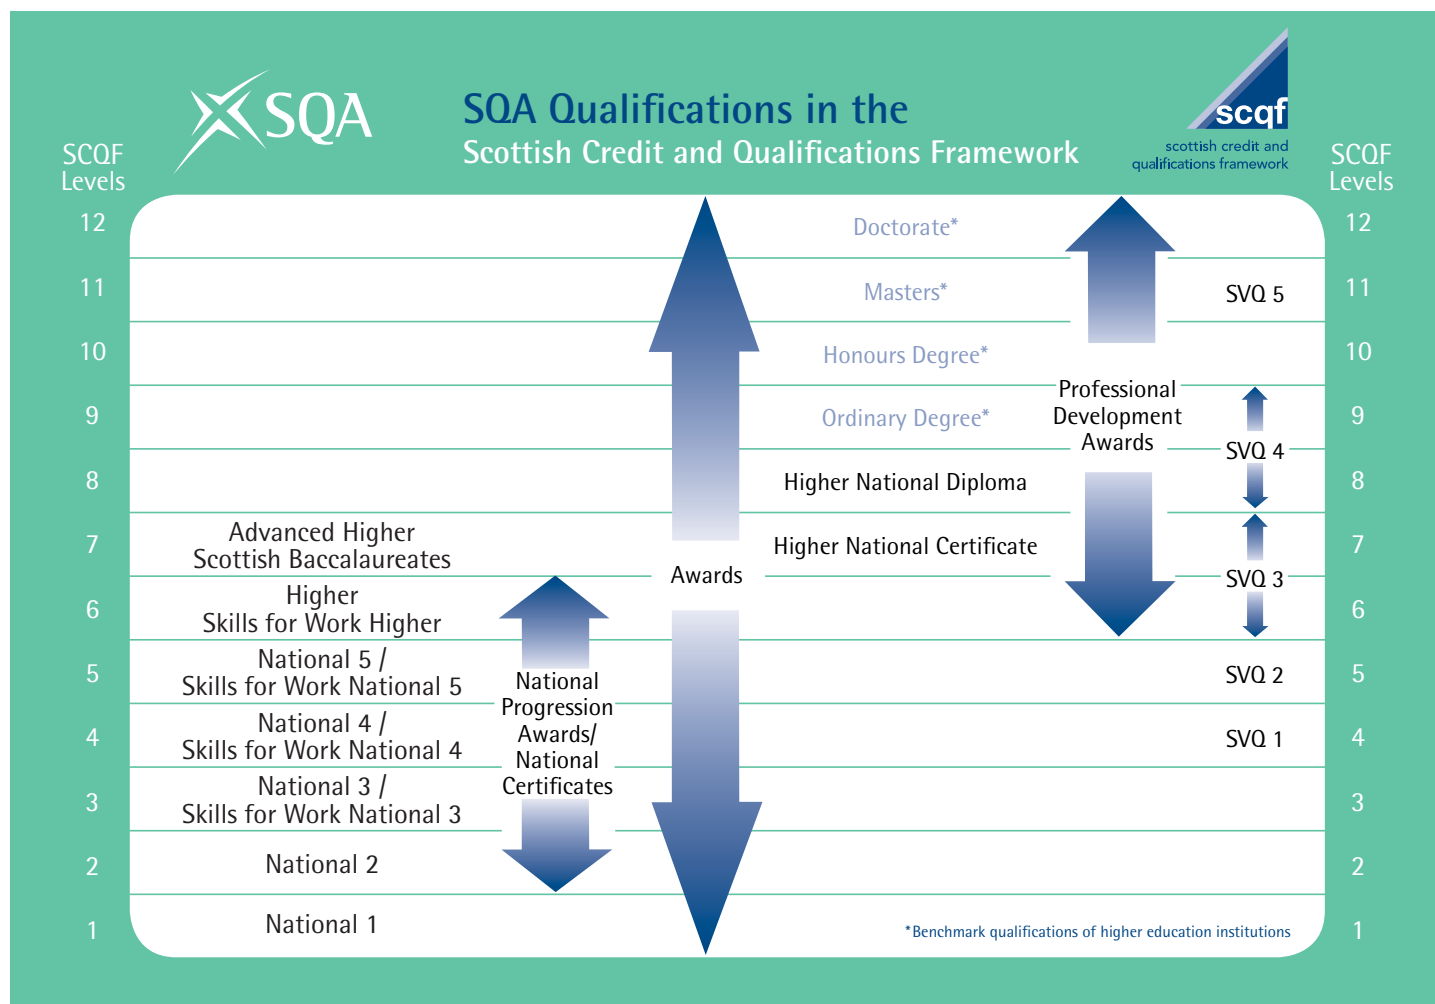 SQA
SQA Qualifications in the
Scottish Credit and Qualifications Framework
scqf
scottish credit and
qualifications framework
SCQF
Levels
SCQF
Levels
12
Doctorate*
12
11
Masters*
SVQ 5
11
10
Honours Degree*
10
9
Ordinary Degree*
Professional
Development
Awards
9
SVQ 4
8
Higher National Diploma
8
7
Advanced Higher
Scottish Baccalaureates
Higher National Certificate
7
Awards
SVQ 3
6
Higher
Skills for Work Higher
6
5
National 5 /
Skills for Work National 5
SVQ 2
5
National
Progression
Awards/
National
Certificates
4
National 4 /
Skills for Work National 4
SVQ 1
4
3
National 3 /
Skills for Work National 3
3
2
National 2
2
1
National 1
*Benchmark qualifications of higher education institutions
1